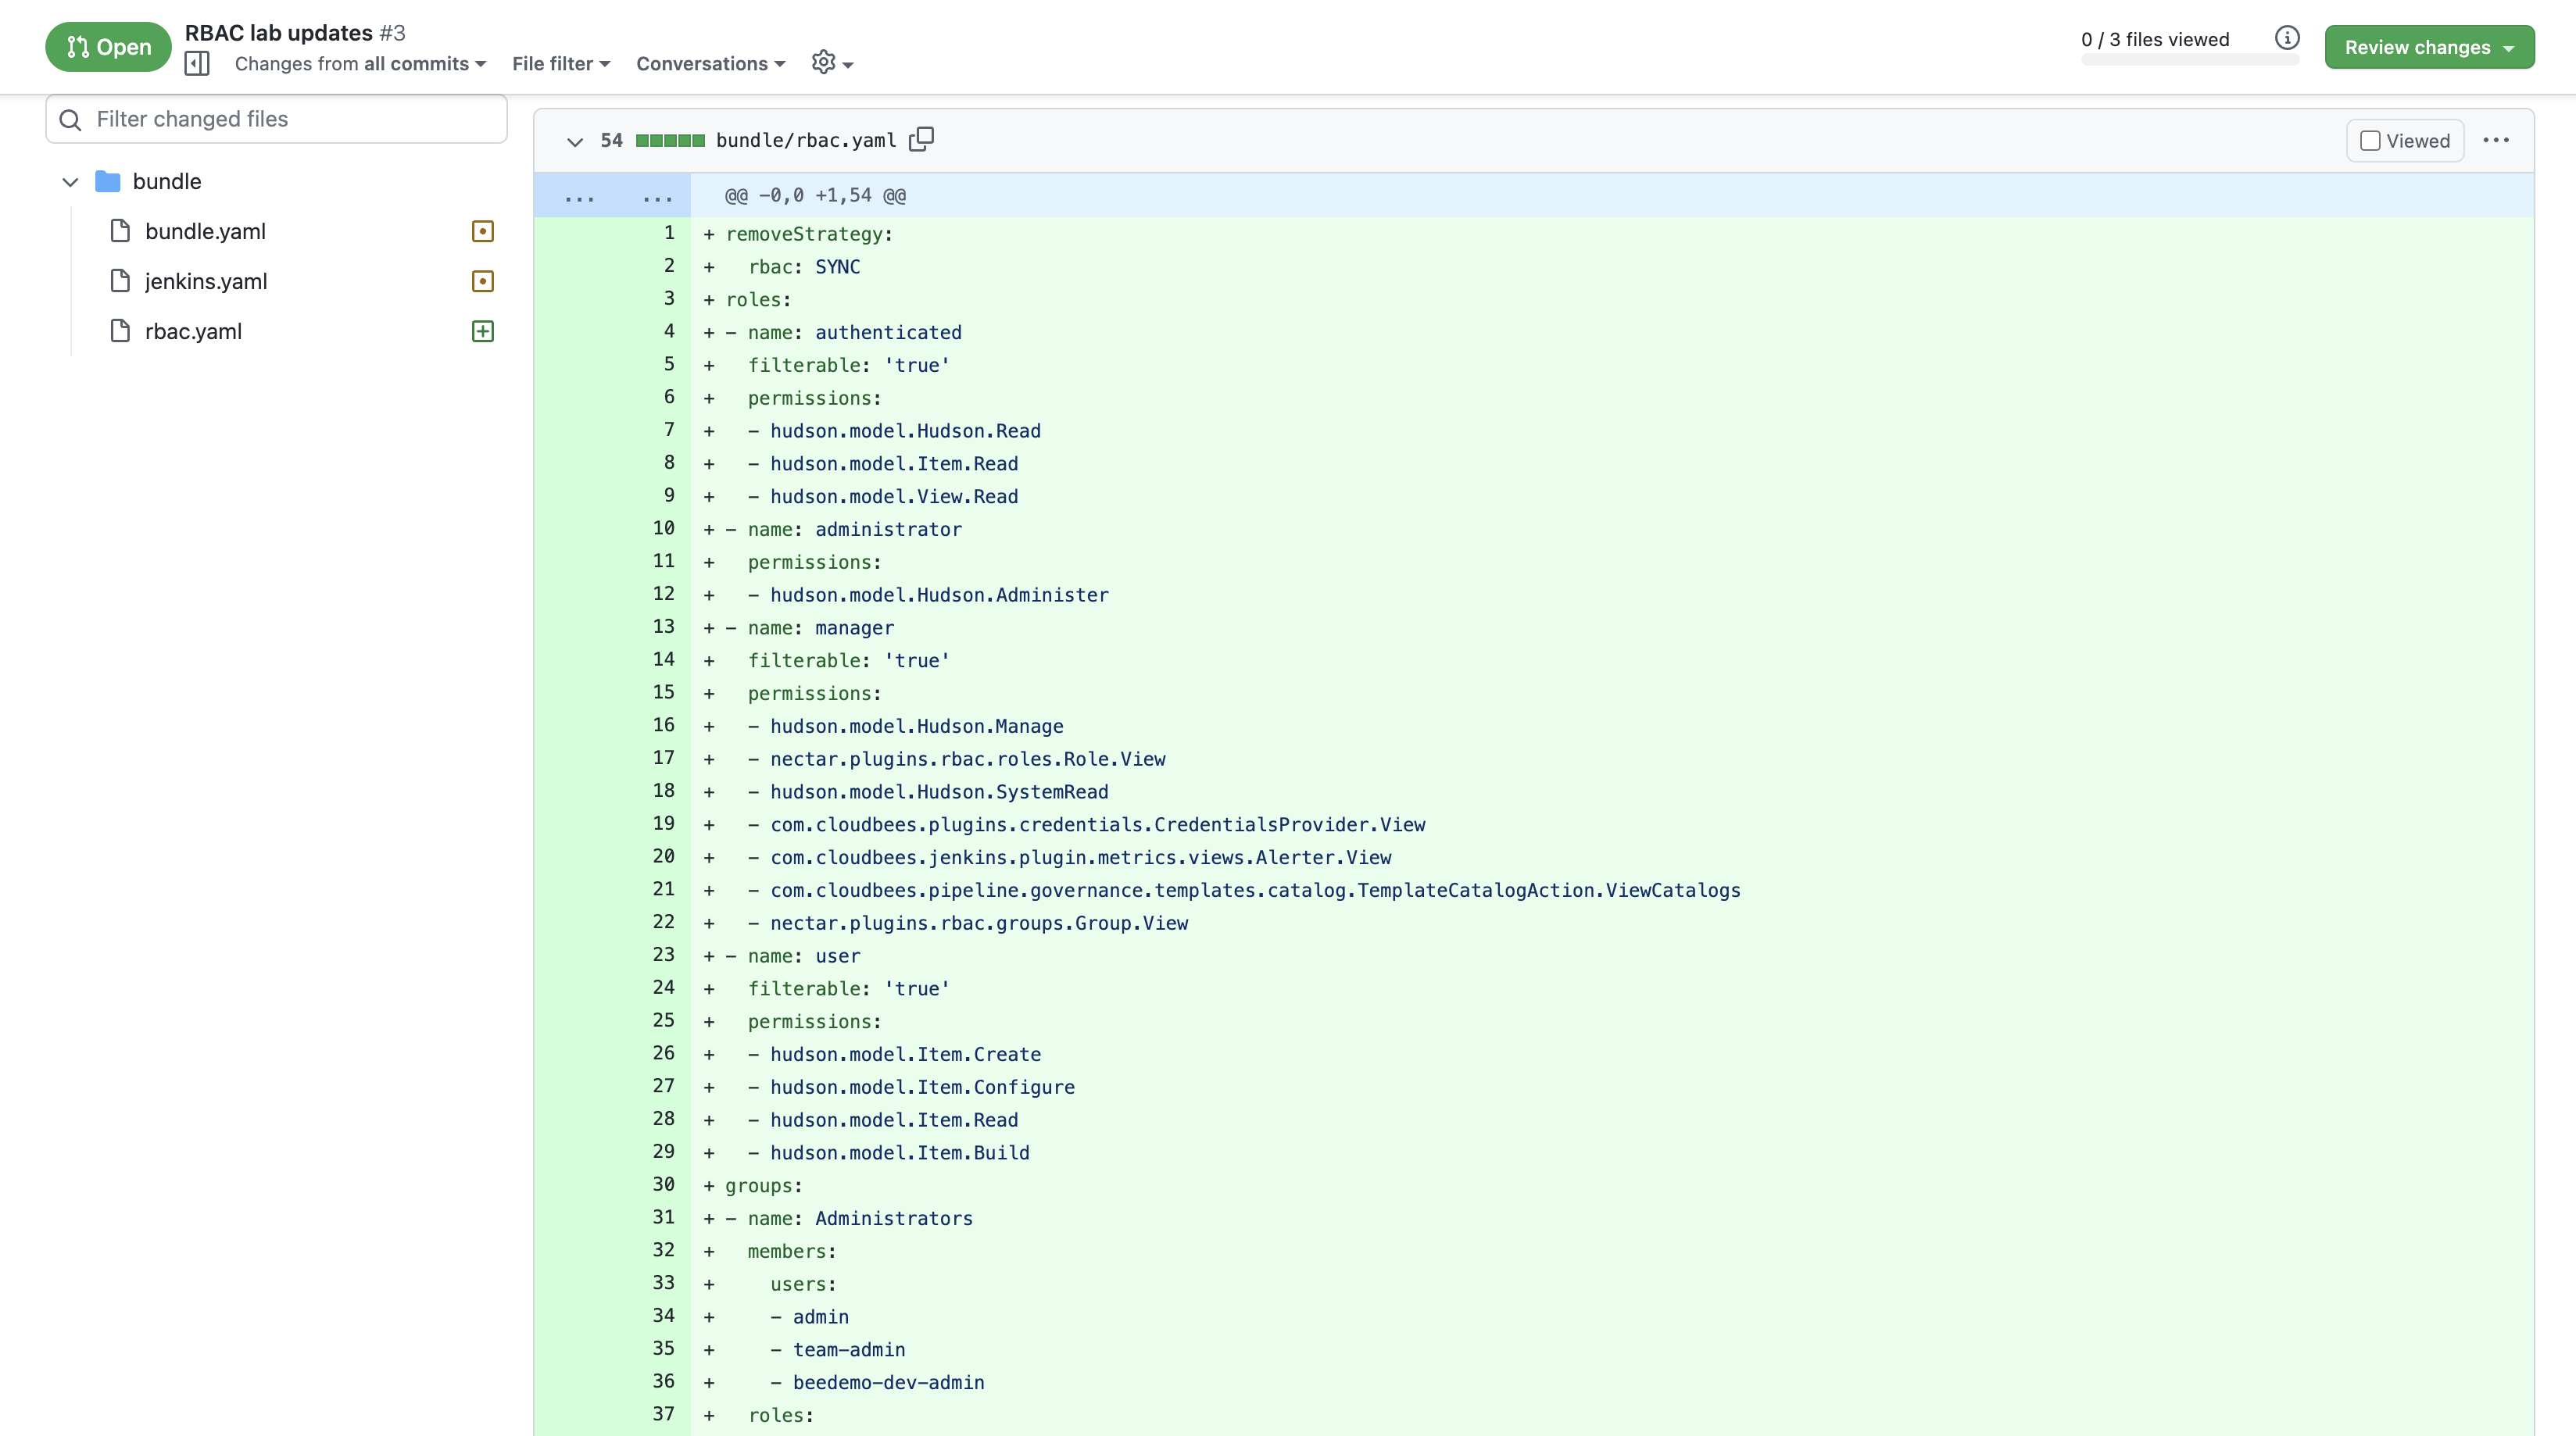 Open
RBAC lab updates #3
Changes from all commits File filter Conversations
0 / 3 files viewed
Review changes
Filter changed files
bundle
bundle.yaml
jenkins.yaml
rbac.yaml
54 bundle/rbac.yaml
Viewed ...
... ... @@ -0,0 +1,54 @@
1 + removeStrategy:
2 +   rbac: SYNC
3 + roles:
4 + - name: authenticated
5 +   filterable: 'true'
6 +   permissions:
7 +   - hudson.model.Hudson.Read
8 +   - hudson.model.Item.Read
9 +   - hudson.model.View.Read
10 + - name: administrator
11 +   permissions:
12 +   - hudson.model.Hudson.Administer
13 + - name: manager
14 +   filterable: 'true'
15 +   permissions:
16 +   - hudson.model.Hudson.Manage
17 +   - nectar.plugins.rbac.roles.Role.View
18 +   - hudson.model.Hudson.SystemRead
19 +   - com.cloudbees.plugins.credentials.CredentialsProvider.View
20 +   - com.cloudbees.jenkins.plugin.metrics.views.Alerter.View
21 +   - com.cloudbees.pipeline.governance.templates.catalog.TemplateCatalogAction.ViewCatalogs
22 +   - nectar.plugins.rbac.groups.Group.View
23 + - name: user
24 +   filterable: 'true'
25 +   permissions:
26 +   - hudson.model.Item.Create
27 +   - hudson.model.Item.Configure
28 +   - hudson.model.Item.Read
29 +   - hudson.model.Item.Build
30 + groups:
31 + - name: Administrators
32 +   members:
33 +     users:
34 +     - admin
35 +     - team-admin
36 +     - beedemo-dev-admin
37 +   roles: